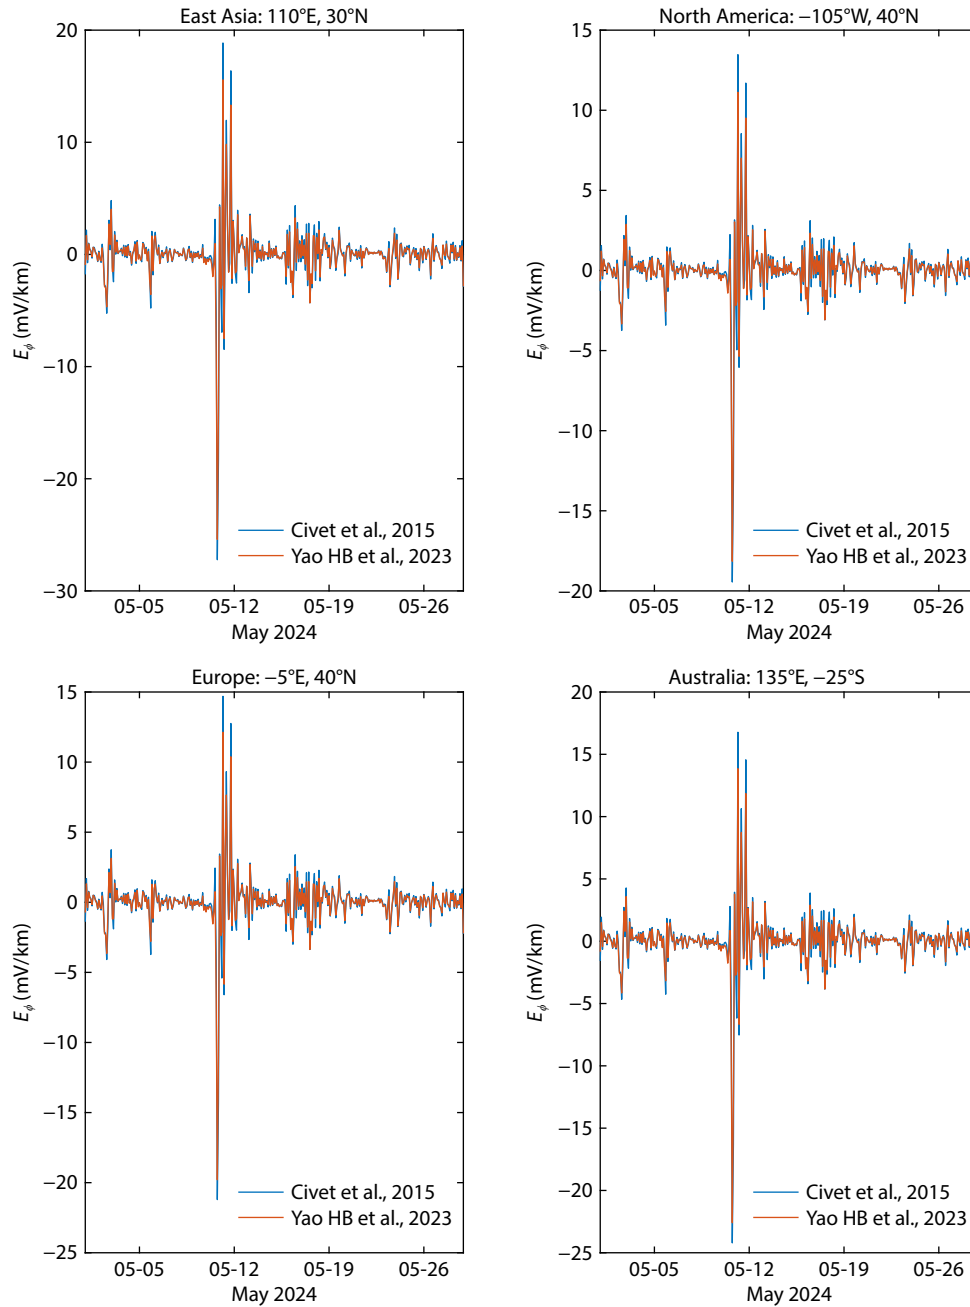 East Asia: 110°E, 30°N
20
10
0
−10
−20
−30
E_ϕ (mV/km)
Civet et al., 2015
Yao HB et al., 2023
05-05 05-12 05-19 05-26
May 2024
North America: −105°W, 40°N
15
10
5
0
−5
−10
−15
−20
E_ϕ (mV/km)
Civet et al., 2015
Yao HB et al., 2023
05-05 05-12 05-19 05-26
May 2024
Europe: −5°E, 40°N
15
10
5
0
−5
−10
−15
−20
−25
E_ϕ (mV/km)
Civet et al., 2015
Yao HB et al., 2023
05-05 05-12 05-19 05-26
May 2024
Australia: 135°E, −25°S
20
15
10
5
0
−5
−10
−15
−20
−25
E_ϕ (mV/km)
Civet et al., 2015
Yao HB et al., 2023
05-05 05-12 05-19 05-26
May 2024